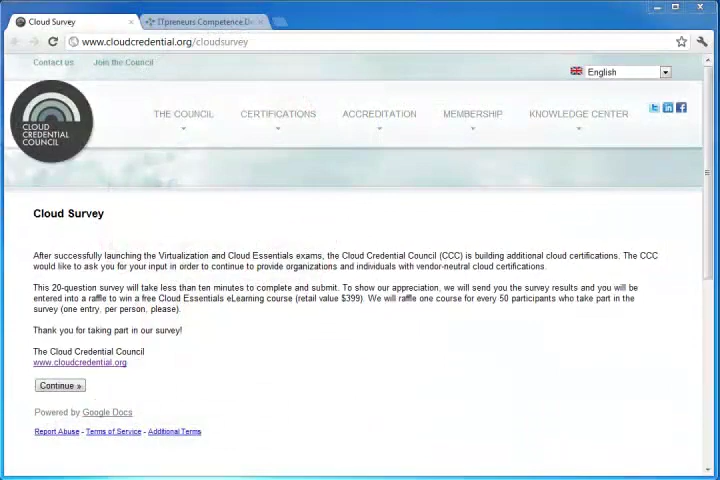 Cloud Survey
ITpreneurs Competence De
www.cloudcredential.org/cloudsurvey
Contact us Join the Council
English
CLOUD
CREDENTIAL
COUNCIL
THE COUNCIL CERTIFICATIONS ACCREDITATION MEMBERSHIP KNOWLEDGE CENTER
Cloud Survey
After successfully launching the Virtualization and Cloud Essentials exams, the Cloud Credential Council (CCC) is building additional cloud certifications. The CCC
would like to ask you for your input in order to continue to provide organizations and individuals with vendor-neutral cloud certifications.
This 20-question survey will take less than ten minutes to complete and submit. To show our appreciation, we will send you the survey results and you will be
entered into a raffle to win a free Cloud Essentials eLearning course (retail value $399). We will raffle one course for every 50 participants who take part in the
survey (one entry, per person, please).
Thank you for taking part in our survey!
The Cloud Credential Council
www.cloudcredential.org
Continue »
Powered by Google Docs
Report Abuse - Terms of Service - Additional Terms